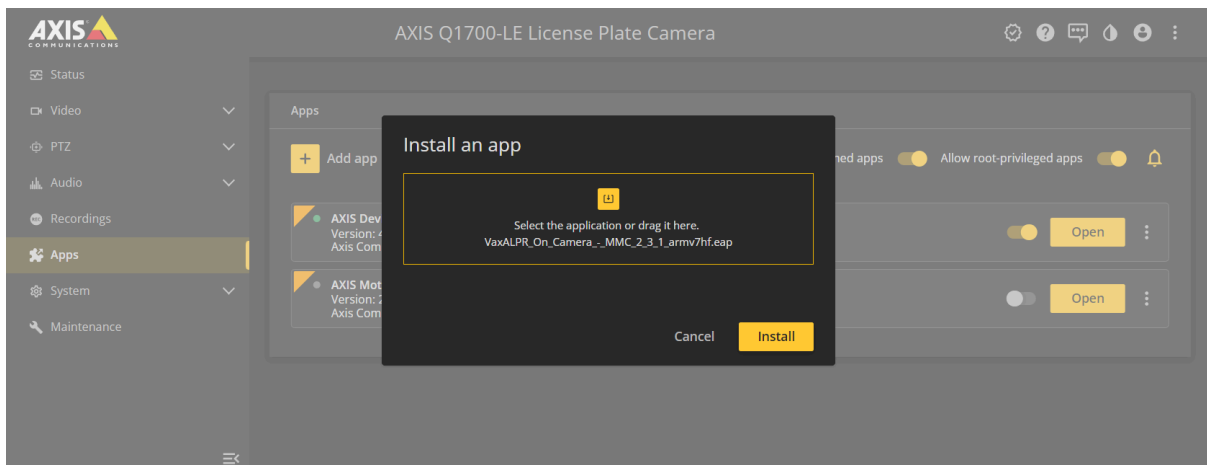 AXIS
COMMUNICATIONS
AXIS Q1700-LE License Plate Camera
Status
Video
PTZ
Audio
Recordings
Apps
System
Maintenance
Apps
Add app
Allow root-privileged apps
AXIS Dev
Version: 4
Axis Com
Open
AXIS Mot
Version: 2
Axis Com
Open
Install an app
Select the application or drag it here.
VaxALPR_On_Camera_-_MMC_2_3_1_armv7hf.eap
Cancel
Install